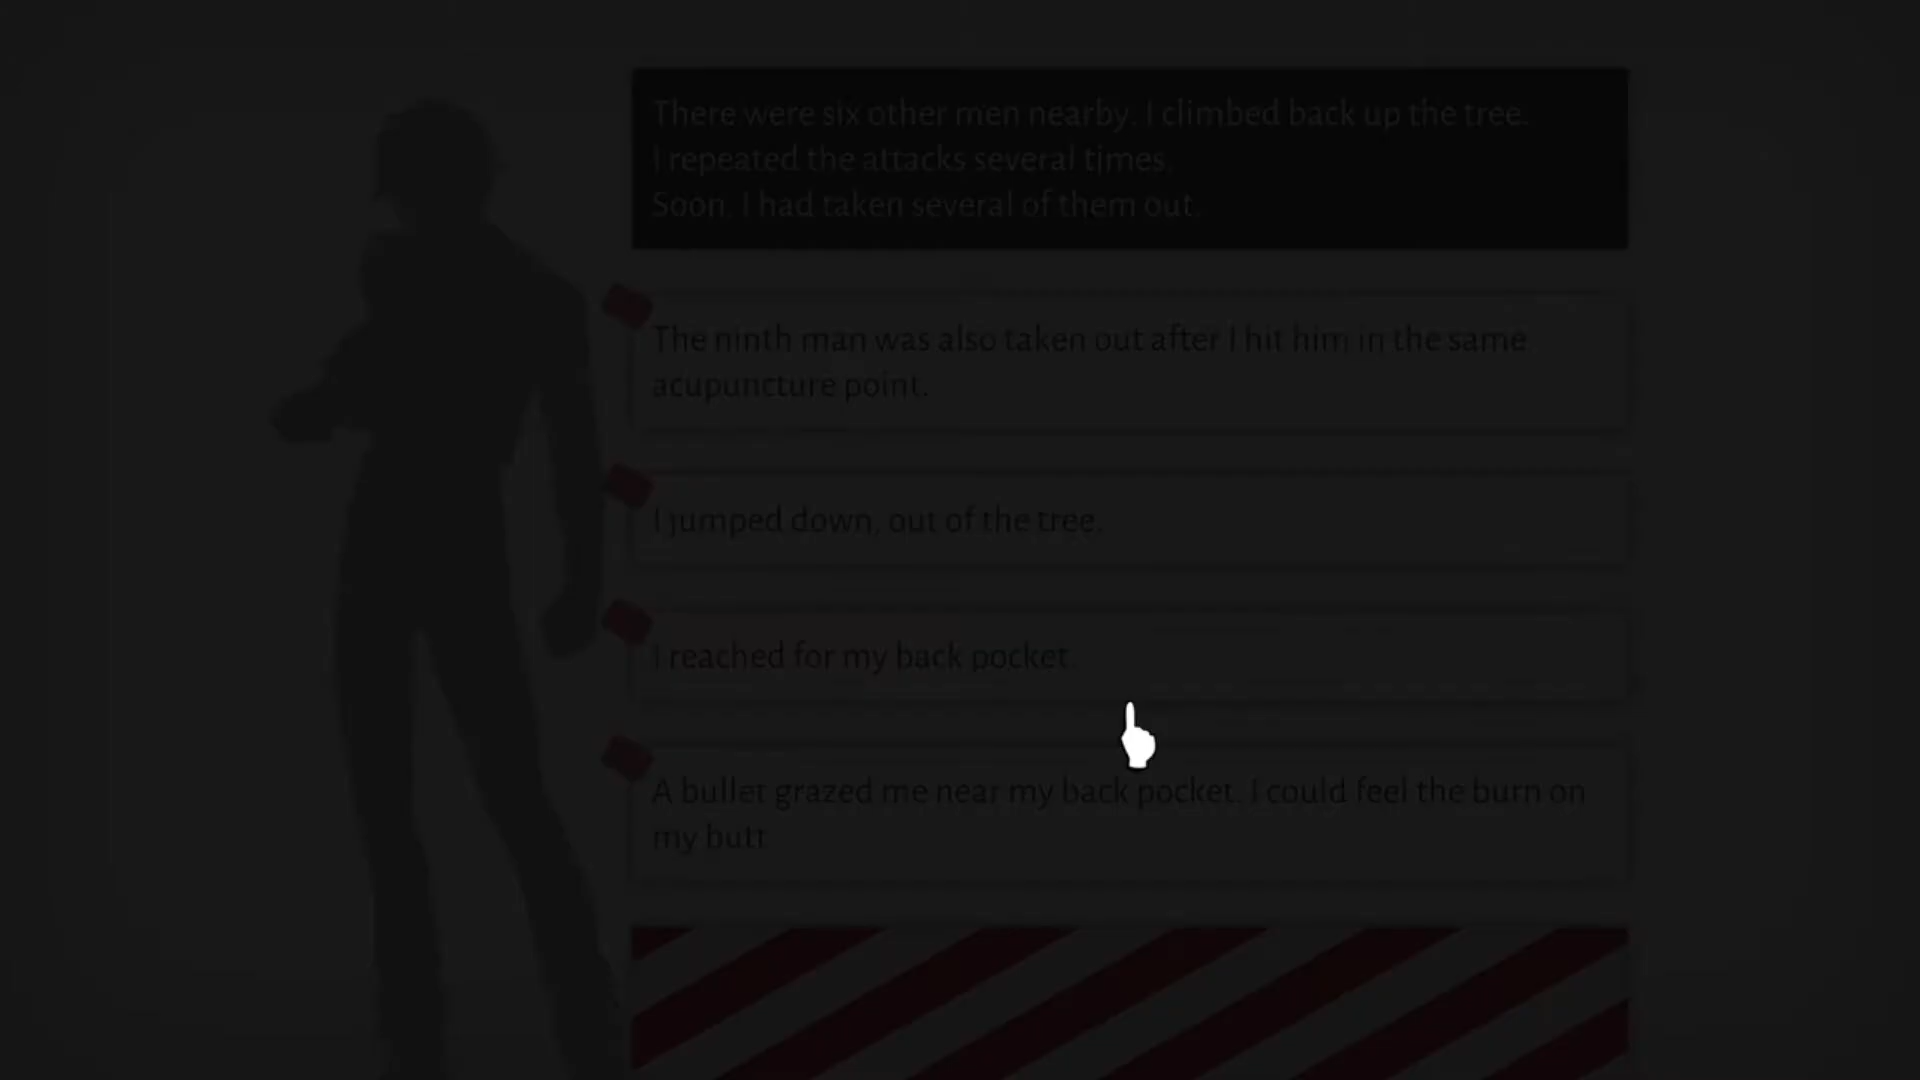 There were six other men nearby. I climbed back up the tree.
I repeated the attacks several times.
Soon, I had taken several of them out.
The ninth man was also taken out after I hit him in the same
acupuncture point.
I jumped down, out of the tree.
I reached for my back pocket.
A bullet grazed me near my back pocket. I could feel the burn on
my butt.